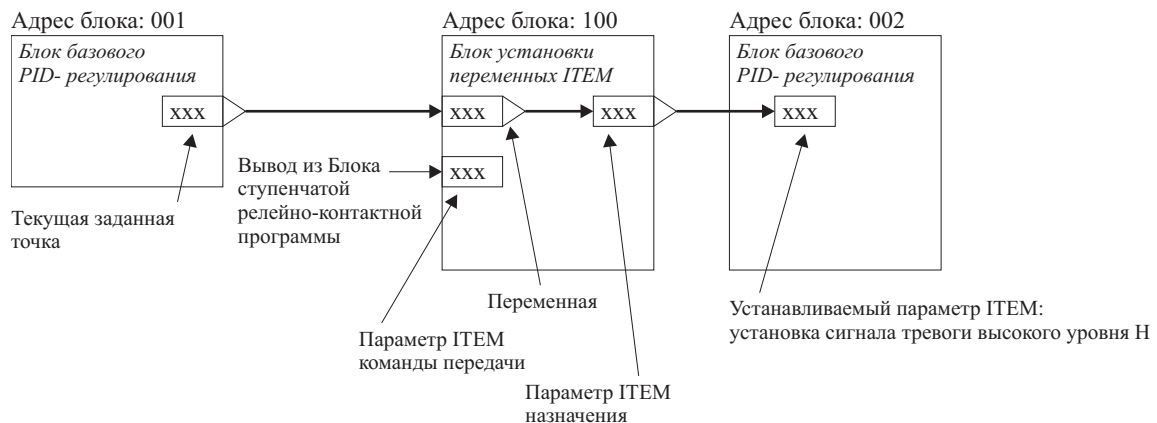 Адрес блока: 001
Адрес блока: 100
Адрес блока: 002
Блок базового
PID- регулирования
Блок установки
переменных ITEM
Блок базового
PID- регулирования
xxx
xxx
xxx
xxx
Вывод из Блока
ступенчатой
релейно-контактной
программы
xxx
Текущая заданная
точка
Переменная
Устанавливаемый параметр ITEM:
установка сигнала тревоги высокого уровня H
Параметр ITEM
команды передачи
Параметр ITEM
назначения